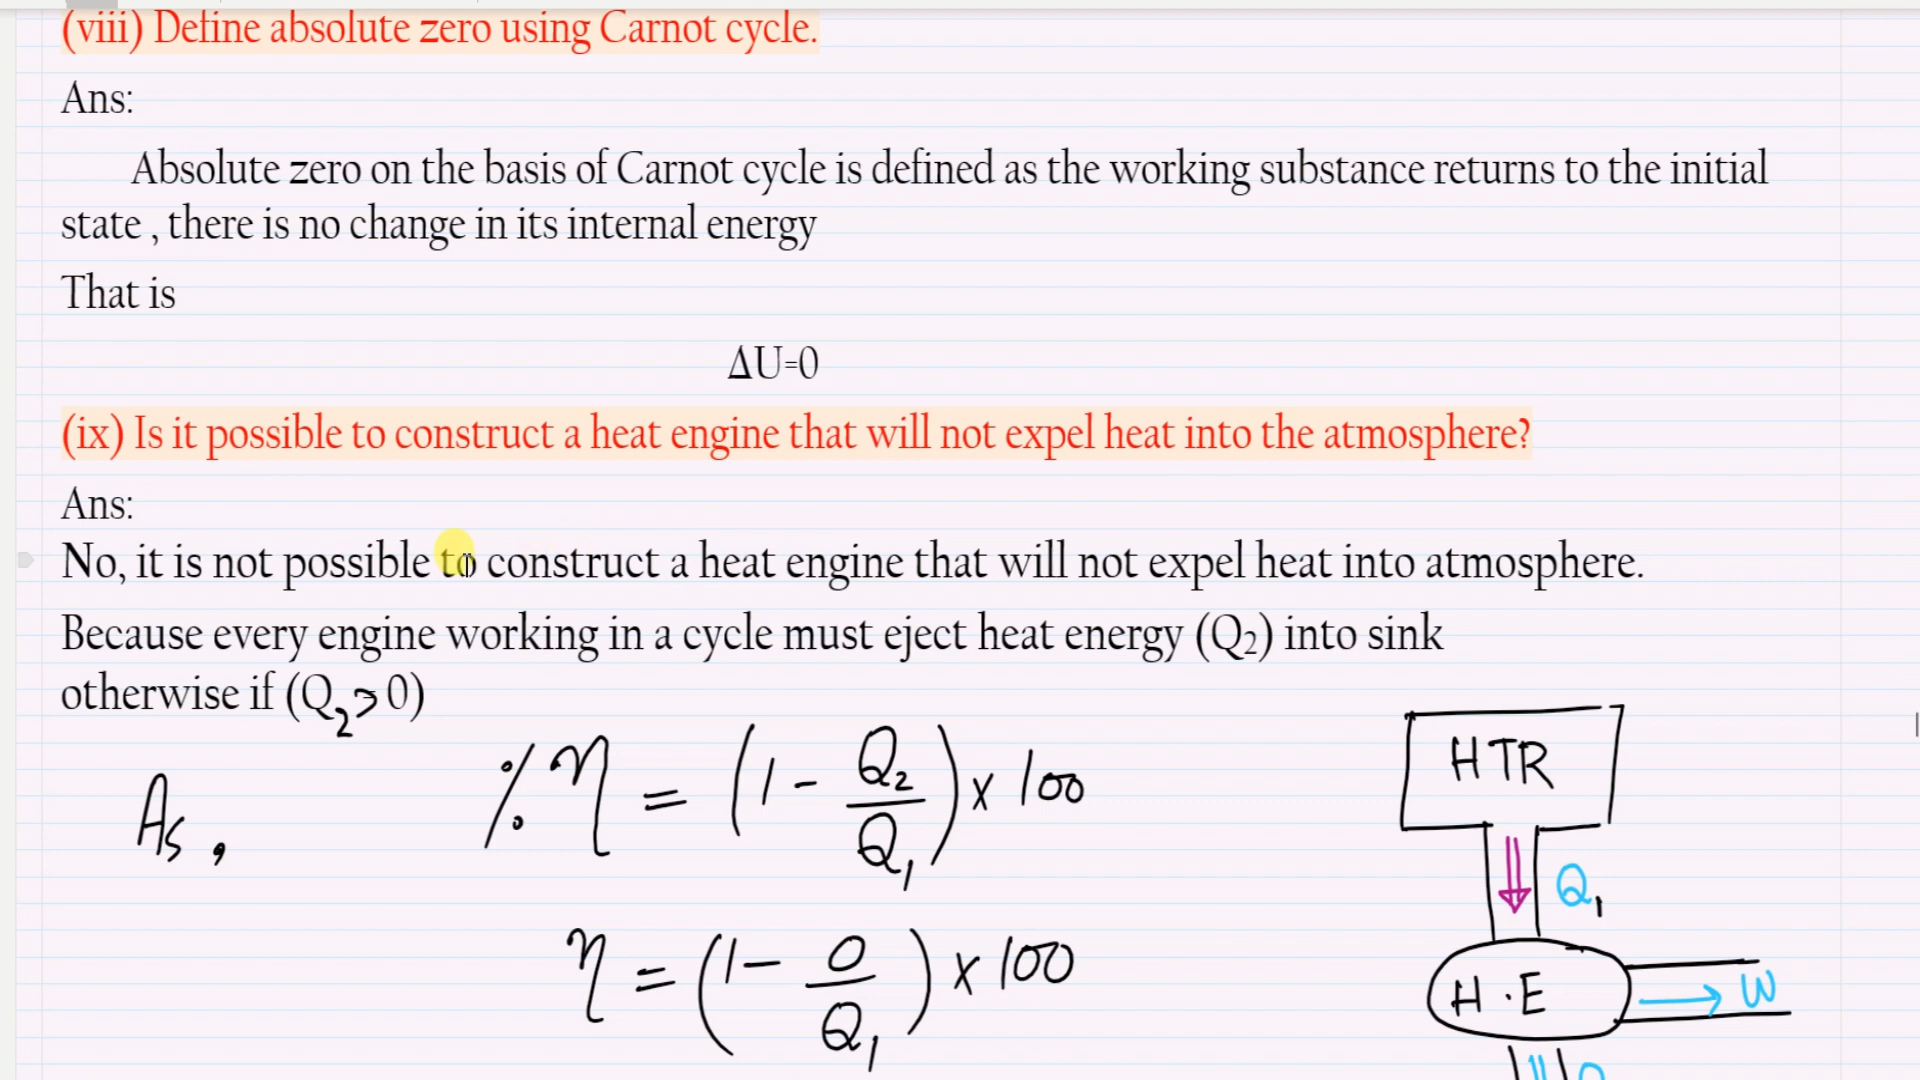 (viii) Define absolute zero using Carnot cycle.
Ans:
Absolute zero on the basis of Carnot cycle is defined as the working substance returns to the initial
state , there is no change in its internal energy
That is
ΔU=0
(ix) Is it possible to construct a heat engine that will not expel heat into the atmosphere?
Ans:
No, it is not possible to construct a heat engine that will not expel heat into atmosphere.
Because every engine working in a cycle must eject heat energy (Q₂) into sink
otherwise if (Q₂ > 0)
As, % η = (1 - Q₂/Q₁) × 100
HTR
Q₁
η = (1 - 0/Q₁) × 100
H.E
W